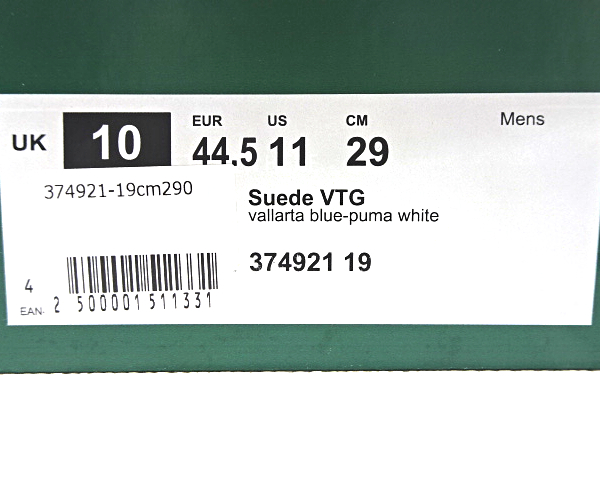 EUR US CM Mens
UK 10 44.5 11 29
374921-19cm290
Suede VTG
vallarta blue-puma white
374921 19
4
EAN
2 500001 511331